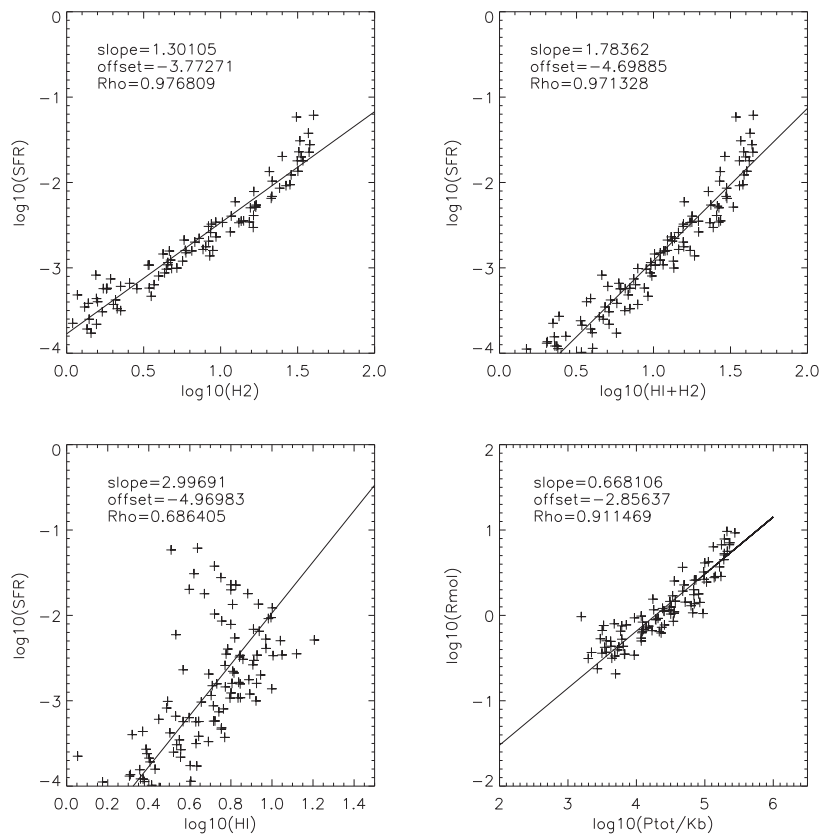 slope=1.30105
offset=−3.77271
Rho=0.976809
0
−1
−2
−3
−4
log10(SFR)
0.0 0.5 1.0 1.5 2.0
log10(H2)
slope=1.78362
offset=−4.69885
Rho=0.971328
0
−1
−2
−3
−4
log10(SFR)
0.0 0.5 1.0 1.5 2.0
log10(HI+H2)
slope=2.99691
offset=−4.96983
Rho=0.686405
0
−1
−2
−3
−4
log10(SFR)
0.0 0.2 0.4 0.6 0.8 1.0 1.2 1.4
log10(HI)
slope=0.668106
offset=−2.85637
Rho=0.911469
2
1
0
−1
−2
log10(Rmol)
2 3 4 5 6
log10(Ptot/Kb)